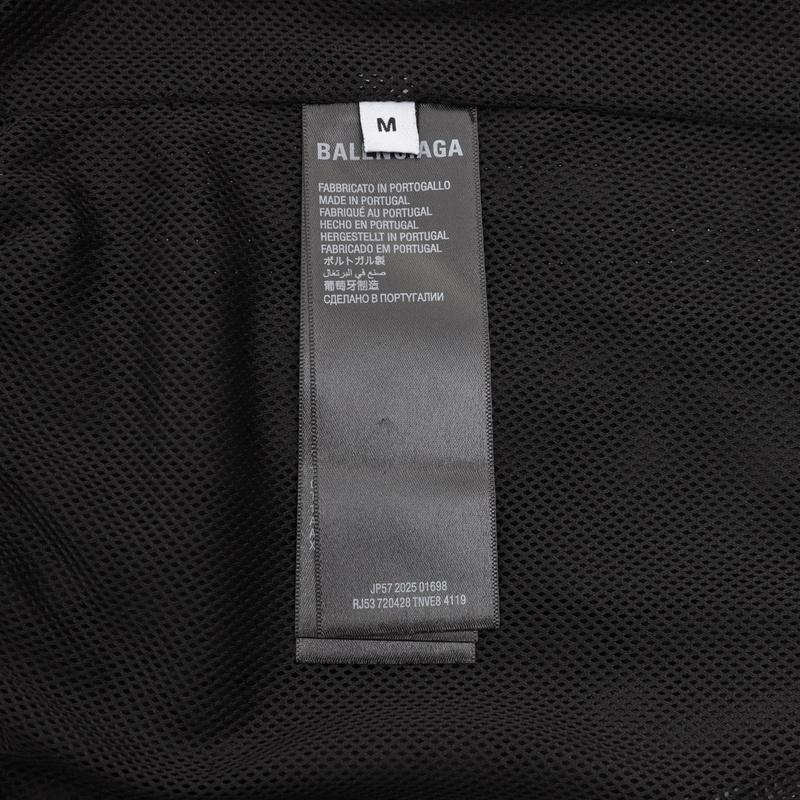 M
BALENCIAGA
FABBRICATO IN PORTOGALLO
MADE IN PORTUGAL
FABRIQUÉ AU PORTUGAL
HECHO EN PORTUGAL
HERGESTELLT IN PORTUGAL
FABRICADO EM PORTUGAL
ポルトガル製
صنع في البرتغال
葡萄牙制造
СДЕЛАНО В ПОРТУГАЛИИ
JP57 2025 01698
RJ53 720428 TNVE8 4119